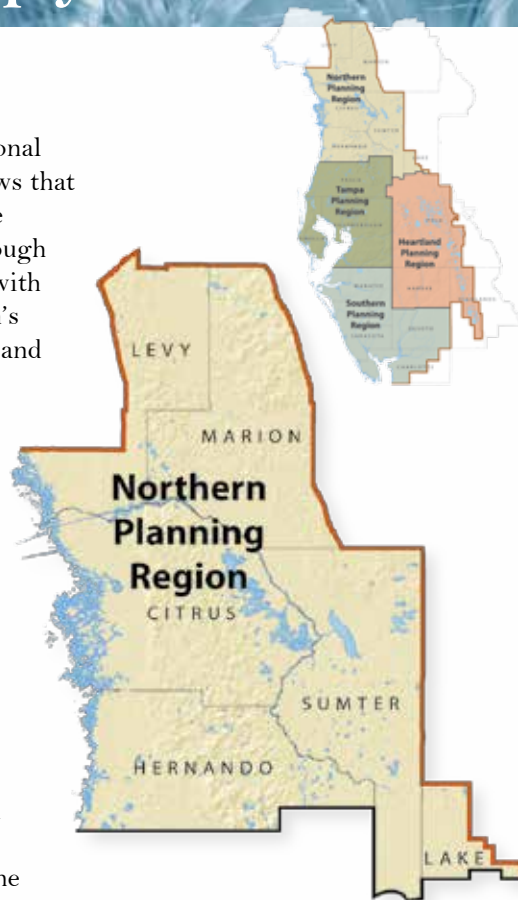 onal
ws that
e
ough
with
n's
and
Northern
Planning
Region
Tampa
Planning
Region
Heartland
Planning
Region
Southern
Planning
Region
LEVY
MARION
Northern
Planning
Region
CITRUS
SUMTER
HERNANDO
LAKE
ne